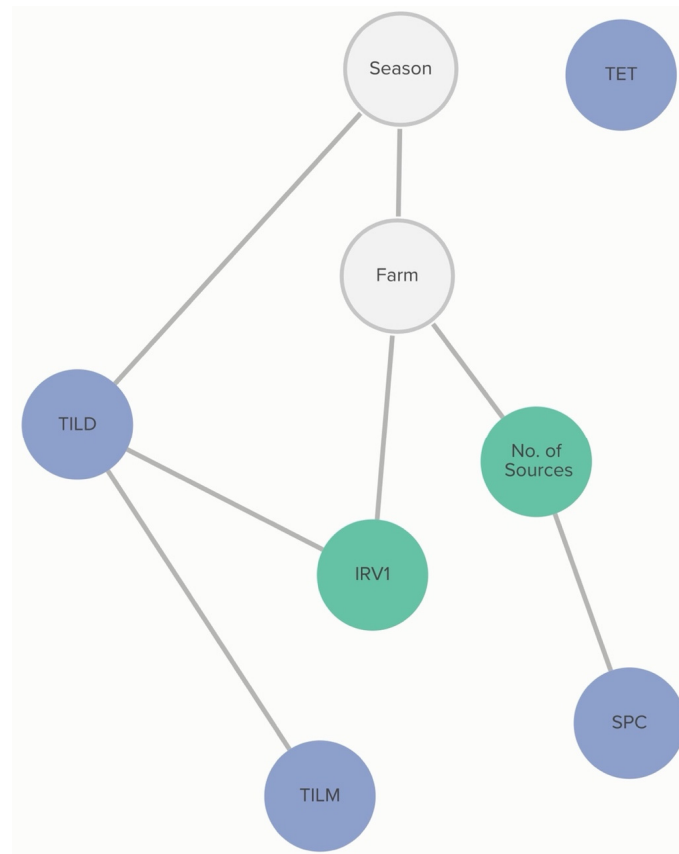 Season
TET
Farm
TILD
No. of
Sources
IRV1
SPC
TILM